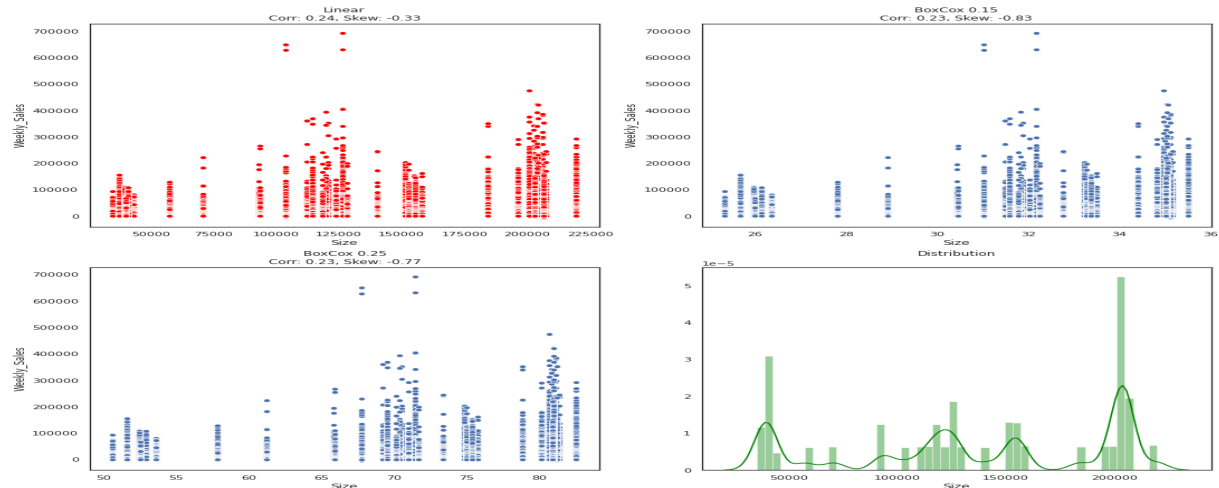 Linear
Corr: 0.24, Skew: -0.33
700000
600000
500000
400000
300000
200000
100000
0
Weekly_Sales
50000 75000 100000 125000 150000 175000 200000 225000
Size
BoxCox 0.15
Corr: 0.23, Skew: -0.83
700000
600000
500000
400000
300000
200000
100000
0
Weekly_Sales
26 28 30 32 34 36
Size
BoxCox 0.25
Corr: 0.23, Skew: -0.77
700000
600000
500000
400000
300000
200000
100000
0
Weekly_Sales
50 55 60 65 70 75 80
Size
Distribution
1e−5
5
4
3
2
1
0
50000 100000 150000 200000
Size